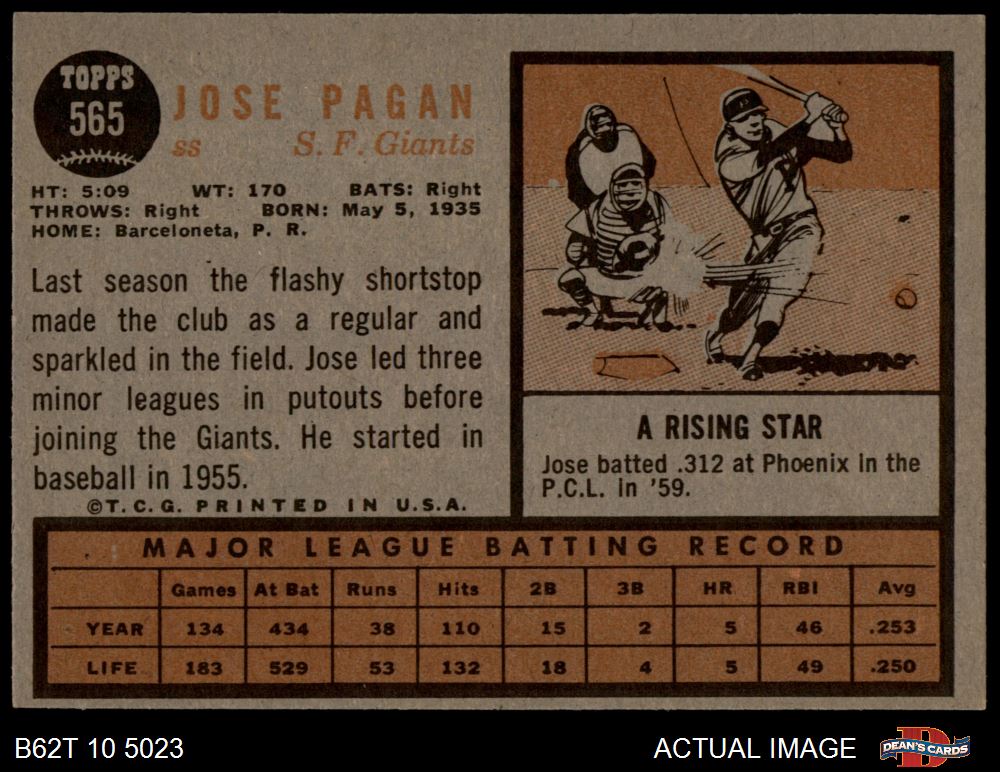 TOPPS
565
JOSE PAGAN
ss S. F. Giants
HT: 5:09 WT: 170 BATS: Right
THROWS: Right BORN: May 5, 1935
HOME: Barceloneta, P. R.
Last season the flashy shortstop
made the club as a regular and
sparkled in the field. Jose led three
minor leagues in putouts before
joining the Giants. He started in
baseball in 1955.
©T. C. G. PRINTED IN U.S.A.
A RISING STAR
Jose batted .312 at Phoenix in the
P.C.L. in '59.
MAJOR LEAGUE BATTING RECORD
Games At Bat Runs Hits 2B 3B HR RBI Avg
YEAR 134 434 38 110 15 2 5 46 .253
LIFE 183 529 53 132 18 4 5 49 .250
B62T 10 5023 ACTUAL IMAGE DEAN'S CARDS